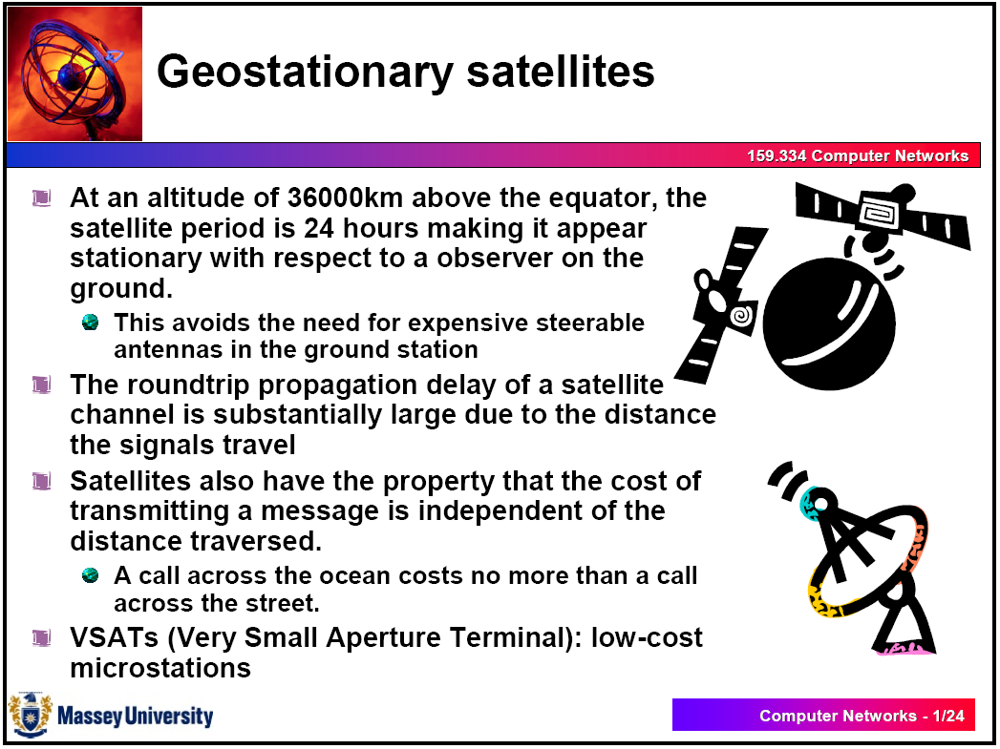 Geostationary satellites
159.334 Computer Networks
At an altitude of 36000km above the equator, the
satellite period is 24 hours making it appear
stationary with respect to a observer on the
ground.
This avoids the need for expensive steerable
antennas in the ground station
The roundtrip propagation delay of a satellite
channel is substantially large due to the distance
the signals travel
Satellites also have the property that the cost of
transmitting a message is independent of the
distance traversed.
A call across the ocean costs no more than a call
across the street.
VSATs (Very Small Aperture Terminal): low-cost
microstations
Massey University
Computer Networks - 1/24